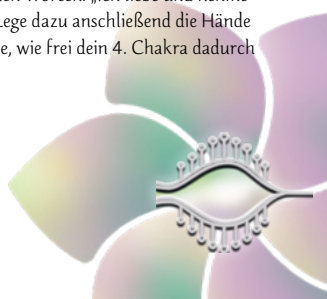 „Ich liebe und nehme
Lege dazu anschließend die Hände
e, wie frei dein 4. Chakra dadurch